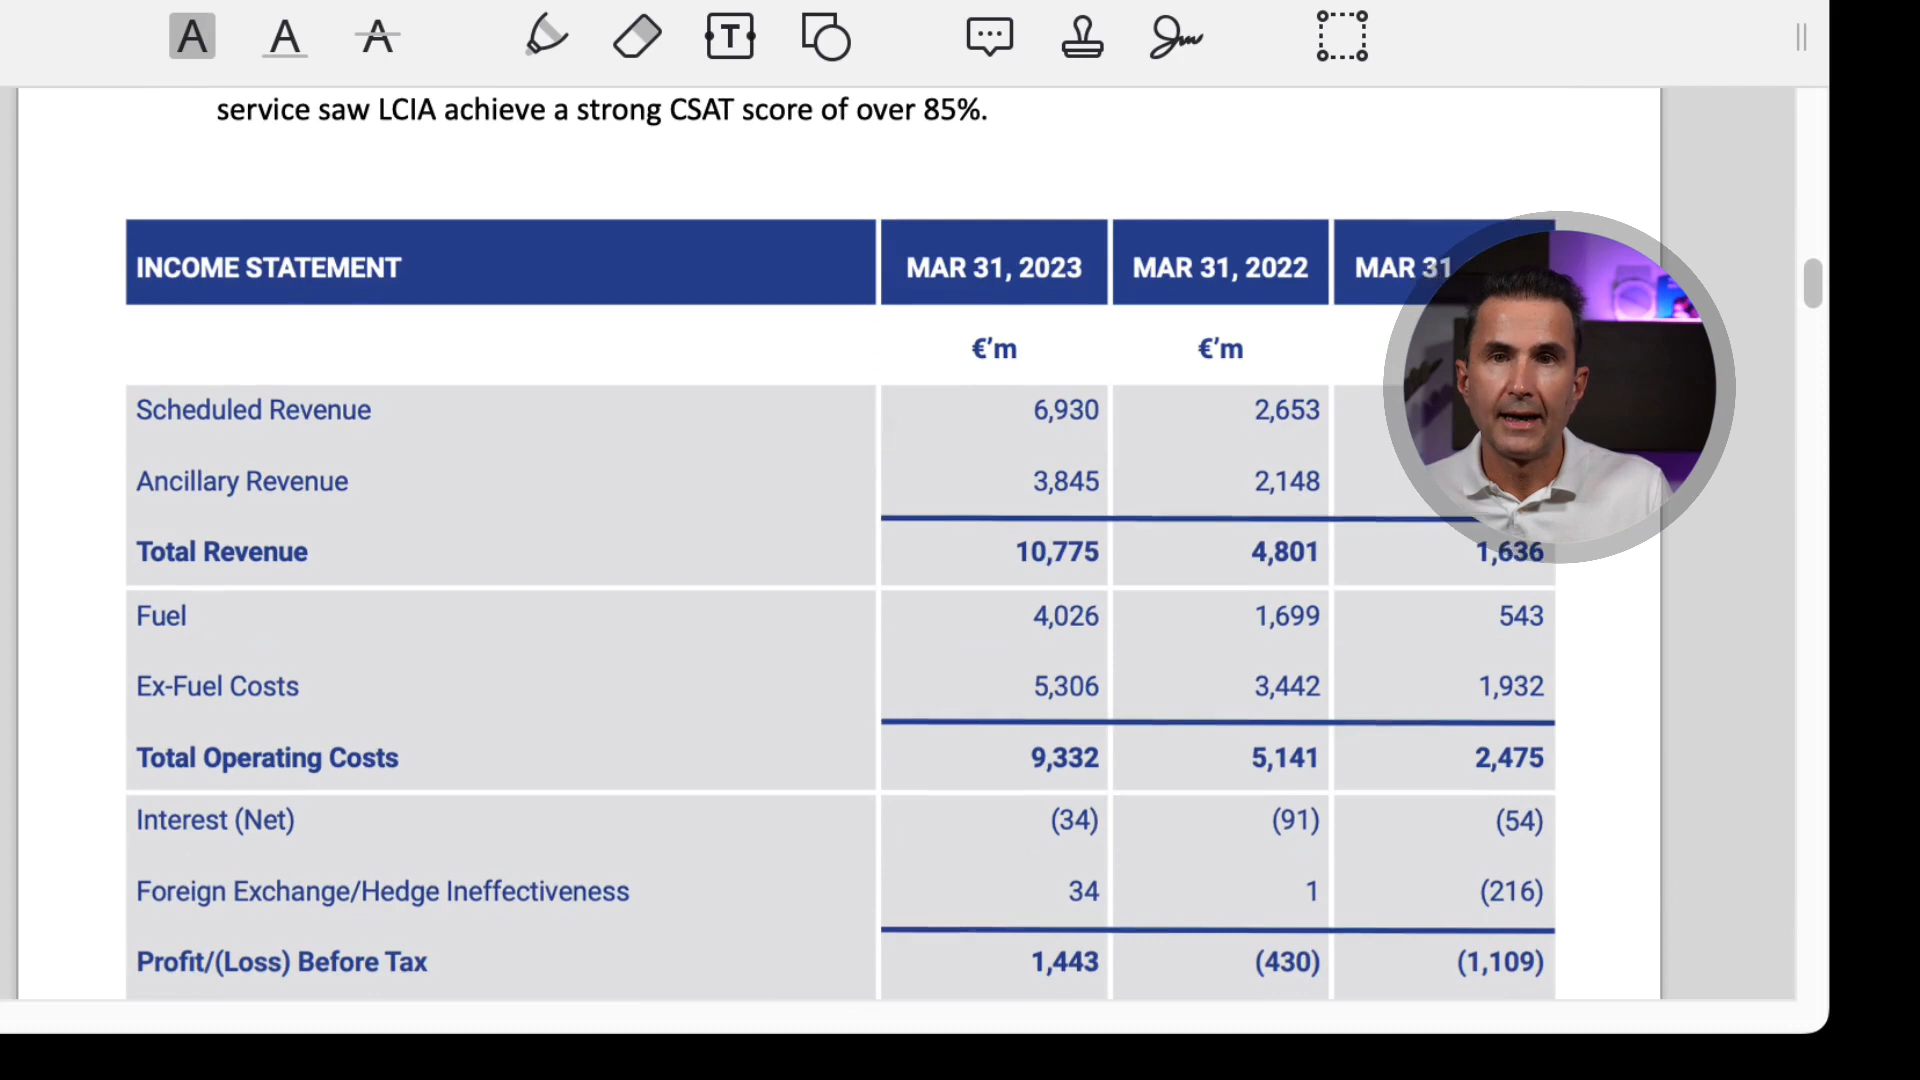 A A A
T
service saw LCIA achieve a strong CSAT score of over 85%.
INCOME STATEMENT MAR 31, 2023 MAR 31, 2022 MAR 31
€'m €'m
Scheduled Revenue 6,930 2,653
Ancillary Revenue 3,845 2,148
Total Revenue 10,775 4,801 1,636
Fuel 4,026 1,699 543
Ex-Fuel Costs 5,306 3,442 1,932
Total Operating Costs 9,332 5,141 2,475
Interest (Net) (34) (91) (54)
Foreign Exchange/Hedge Ineffectiveness 34 1 (216)
Profit/(Loss) Before Tax 1,443 (430) (1,109)